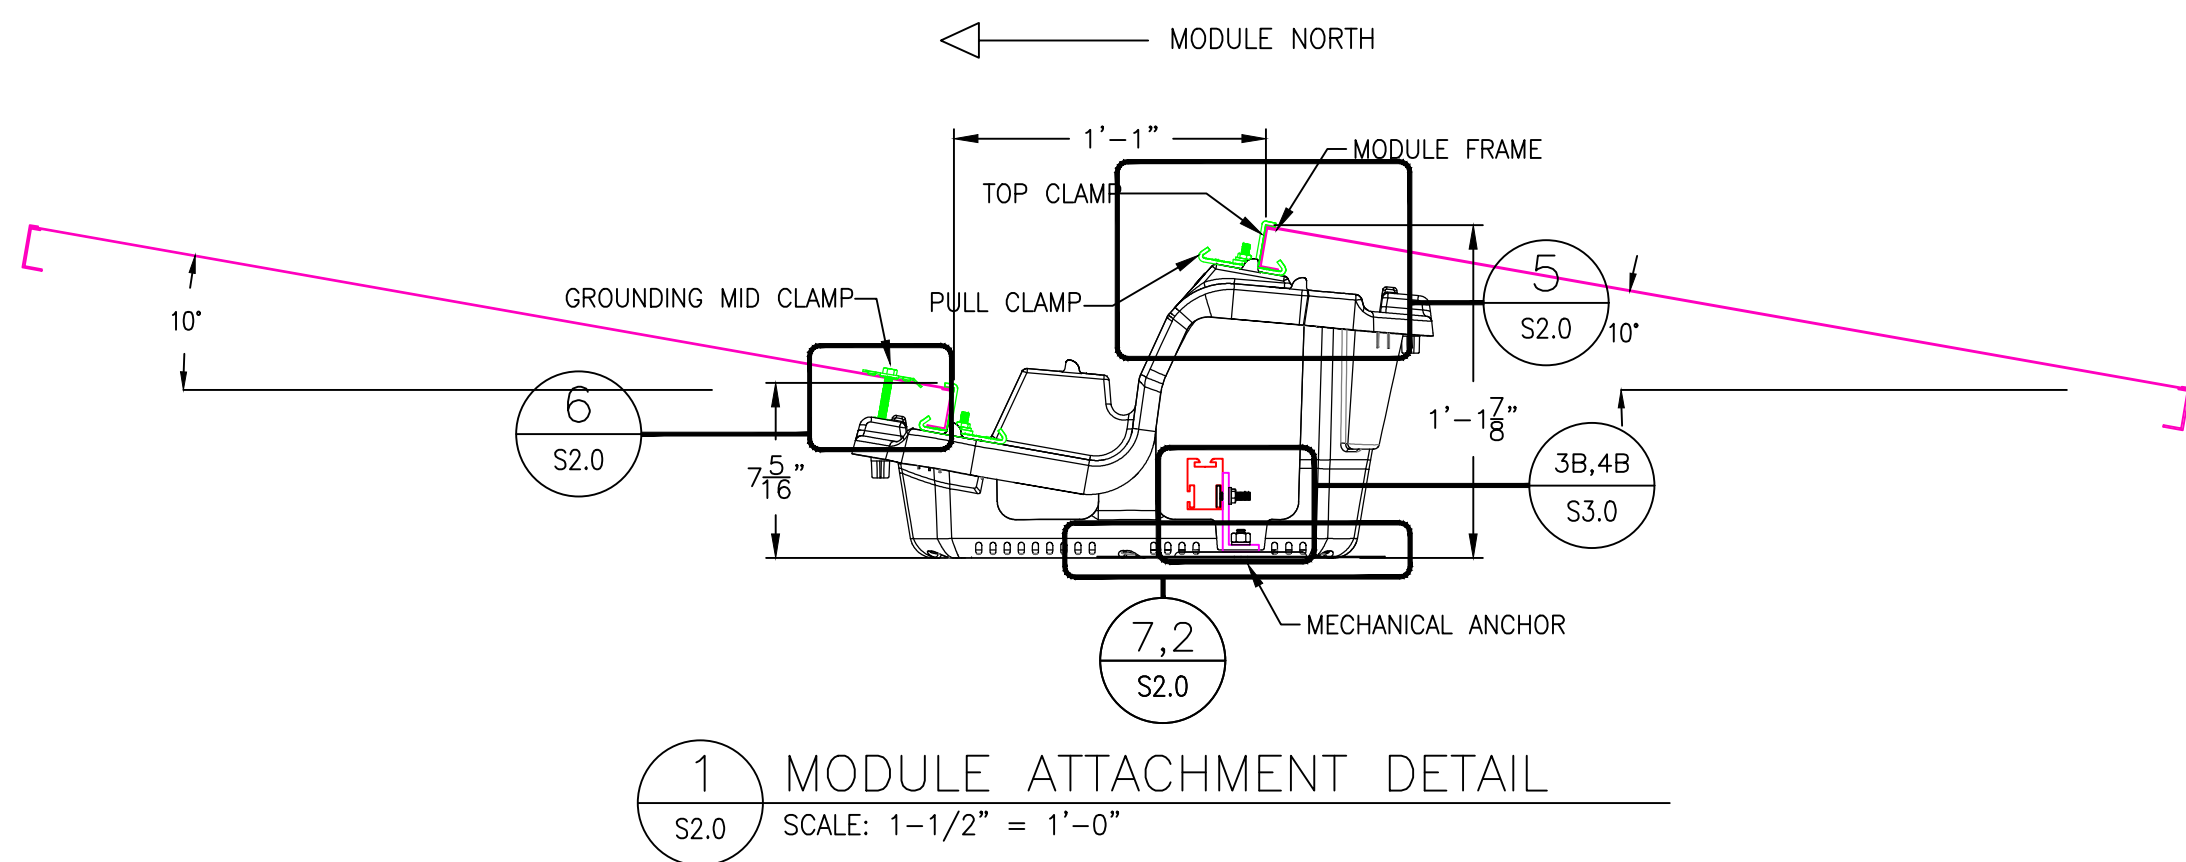 MODULE NORTH
1'-1"
MODULE FRAME
TOP CLAMP
GROUNDING MID CLAMP
PULL CLAMP
10°
5
S2.0
10°
6
S2.0
7 5/16"
1'-1 7/8"
3B,4B
S3.0
MECHANICAL ANCHOR
7,2
S2.0
1
S2.0
MODULE ATTACHMENT DETAIL
SCALE: 1-1/2" = 1'-0"